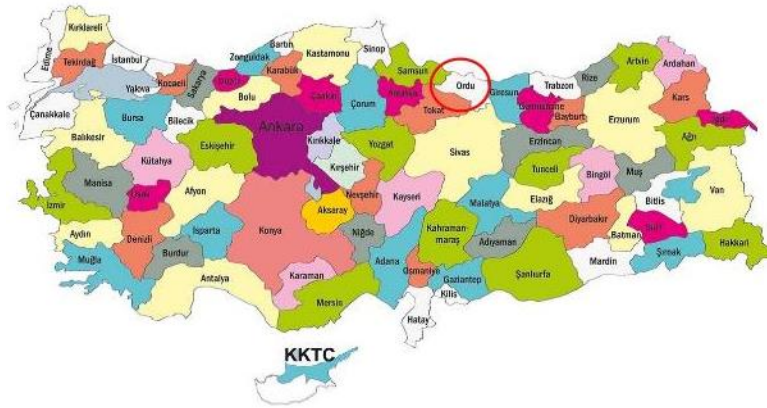 Kırklareli
Edirne
Tekirdağ
İstanbul
Kocaeli
Yalova
Sakarya
Zonguldak
Bartın
Karabük
Kastamonu
Sinop
Samsun
Ordu
Giresun
Trabzon
Rize
Artvin
Ardahan
Çanakkale
Bursa
Bilecik
Bolu
Çankırı
Çorum
Amasya
Tokat
Gümüşhane
Bayburt
Erzurum
Kars
Iğdır
Balıkesir
Kütahya
Eskişehir
Ankara
Kırıkkale
Yozgat
Sivas
Erzincan
Ağrı
Manisa
Uşak
Afyon
Kırşehir
Nevşehir
Kayseri
Tunceli
Bingöl
Muş
İzmir
Aksaray
Malatya
Elazığ
Bitlis
Van
Aydın
Denizli
Isparta
Konya
Niğde
Kahraman-
maraş
Adıyaman
Diyarbakır
Batman
Siirt
Hakkari
Muğla
Burdur
Antalya
Karaman
Mersin
Adana
Osmaniye
Gaziantep
Şanlıurfa
Mardin
Şırnak
Kilis
Hatay
KKTC